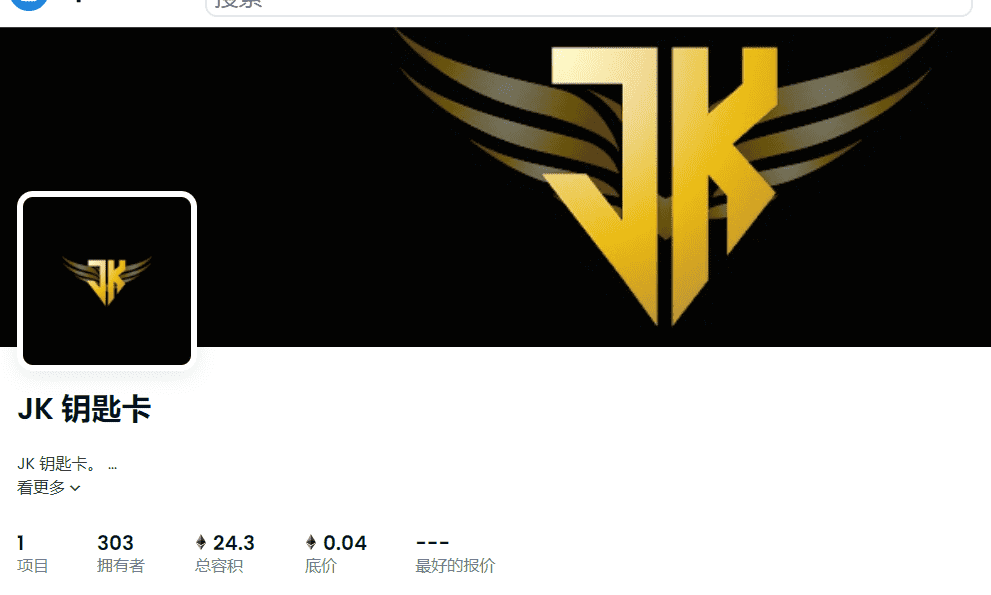 搜索
JK
JK
JK 钥匙卡
JK 钥匙卡。 ...
看更多
1 303 24.3 0.04 ---
项目 拥有者 总容积 底价 最好的报价